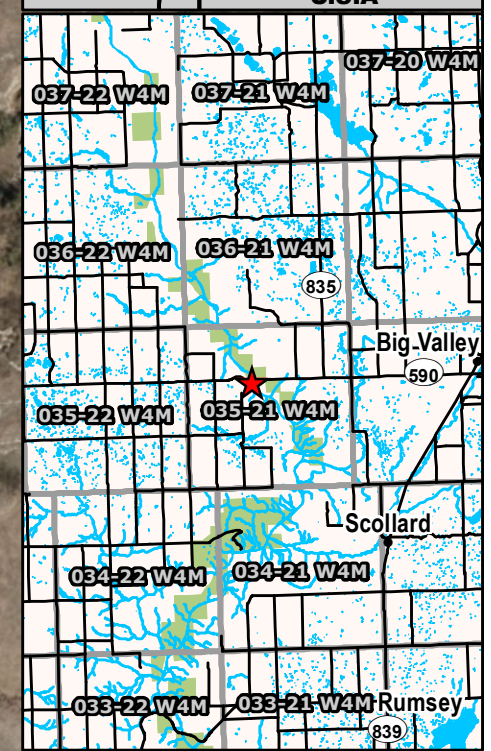 037-20 W4M
037-22 W4M
037-21 W4M
036-22 W4M
036-21 W4M
835
Big Valley
590
035-22 W4M
035-21 W4M
Scollard
034-22 W4M
034-21 W4M
033-22 W4M
033-21 W4M
Rumsey
839